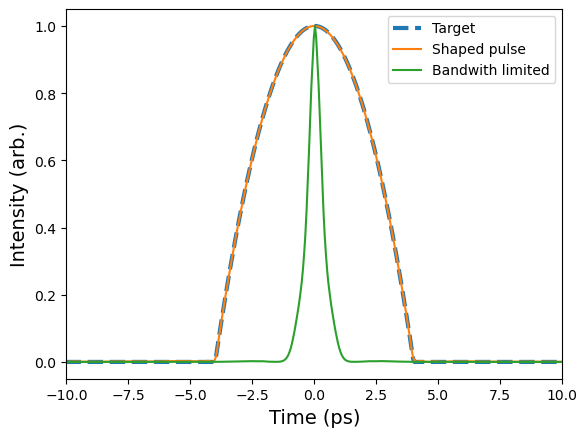 Target
Shaped pulse
Bandwith limited
Intensity (arb.)
1.0
0.8
0.6
0.4
0.2
0.0
−10.0 −7.5 −5.0 −2.5 0.0 2.5 5.0 7.5 10.0
Time (ps)